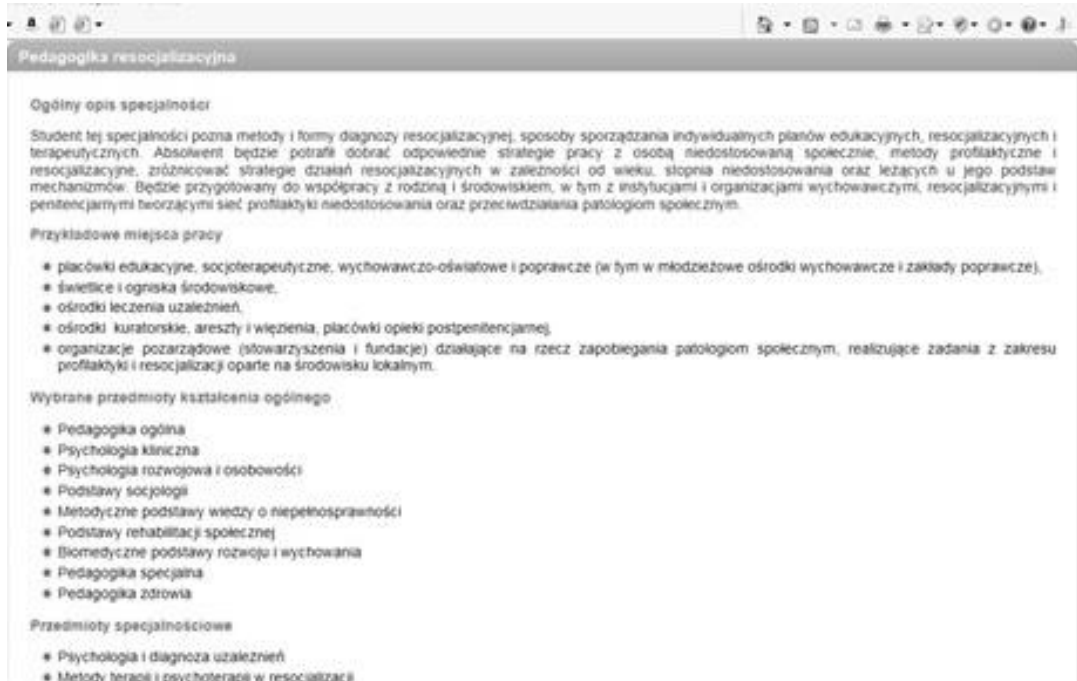 Pedagogika resocjalizacyjna
Ogólny opis specjalności
Student tej specjalności pozna metody i formy diagnozy resocjalizacyjnej, sposoby sporządzania indywidualnych planów edukacyjnych, resocjalizacyjnych i
terapeutycznych. Absolwent będzie potrafił dobrać odpowiednie strategie pracy z osobą niedostosowaną społecznie, metody profilaktyczne i
resocjalizacyjne, zróżnicować strategie działań resocjalizacyjnych w zależności od wieku, stopnia niedostosowania oraz leżących u jego podstaw
mechanizmów. Będzie przygotowany do współpracy z rodziną i środowiskiem, w tym z instytucjami i organizacjami wychowawczymi, resocjalizacyjnymi i
penitencjarnymi tworzącymi sieć profilaktyki niedostosowania oraz przeciwdziałania patologiom społecznym.
Przykładowe miejsca pracy
placówki edukacyjne, socjoterapeutyczne, wychowawczo-oświatowe i poprawcze (w tym w młodzieżowe ośrodki wychowawcze i zakłady poprawcze),
świetlice i ogniska środowiskowe,
ośrodki leczenia uzależnień,
ośrodki kuratorskie, areszty i więzienia, placówki opieki postpenitencjarnej,
organizacje pozarządowe (stowarzyszenia i fundacje) działające na rzecz zapobiegania patologiom społecznym, realizujące zadania z zakresu
profilaktyki i resocjalizacji oparte na środowisku lokalnym.
Wybrane przedmioty kształcenia ogólnego
Pedagogika ogólna
Psychologia kliniczna
Psychologia rozwojowa i osobowości
Podstawy socjologii
Metodyczne podstawy wiedzy o niepełnosprawności
Podstawy rehabilitacji społecznej
Biomedyczne podstawy rozwoju i wychowania
Pedagogika specjalna
Pedagogika zdrowia
Przedmioty specjalnościowe
Psychologia i diagnoza uzależnień
Metody terapii i psychoterapii w resocjalizacji